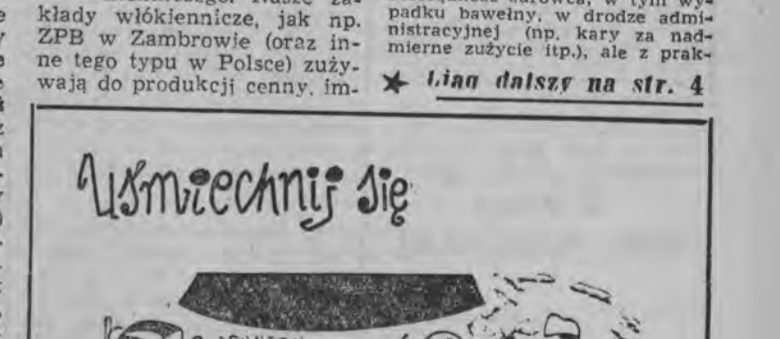 kłady włókiennicze, jak np.
ZPB w Zambrowie (oraz in-
ne tego typu w Polsce) zuży-
wają do produkcji cenny, im-
padku bawełny, w drodze admi-
nistracyjnej (np. kary za nad-
mierne zużycie itp.), ale z prak-
★ Ciąg dalszy na str. 4
Uśmiechnij się